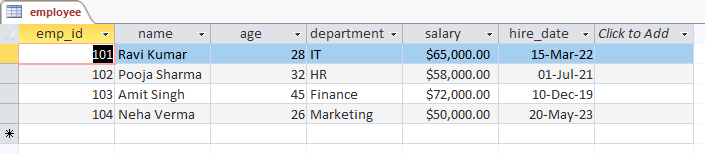 employee
emp_id name age department salary hire_date Click to Add
101 Ravi Kumar 28 IT $65,000.00 15-Mar-22
102 Pooja Sharma 32 HR $58,000.00 01-Jul-21
103 Amit Singh 45 Finance $72,000.00 10-Dec-19
104 Neha Verma 26 Marketing $50,000.00 20-May-23